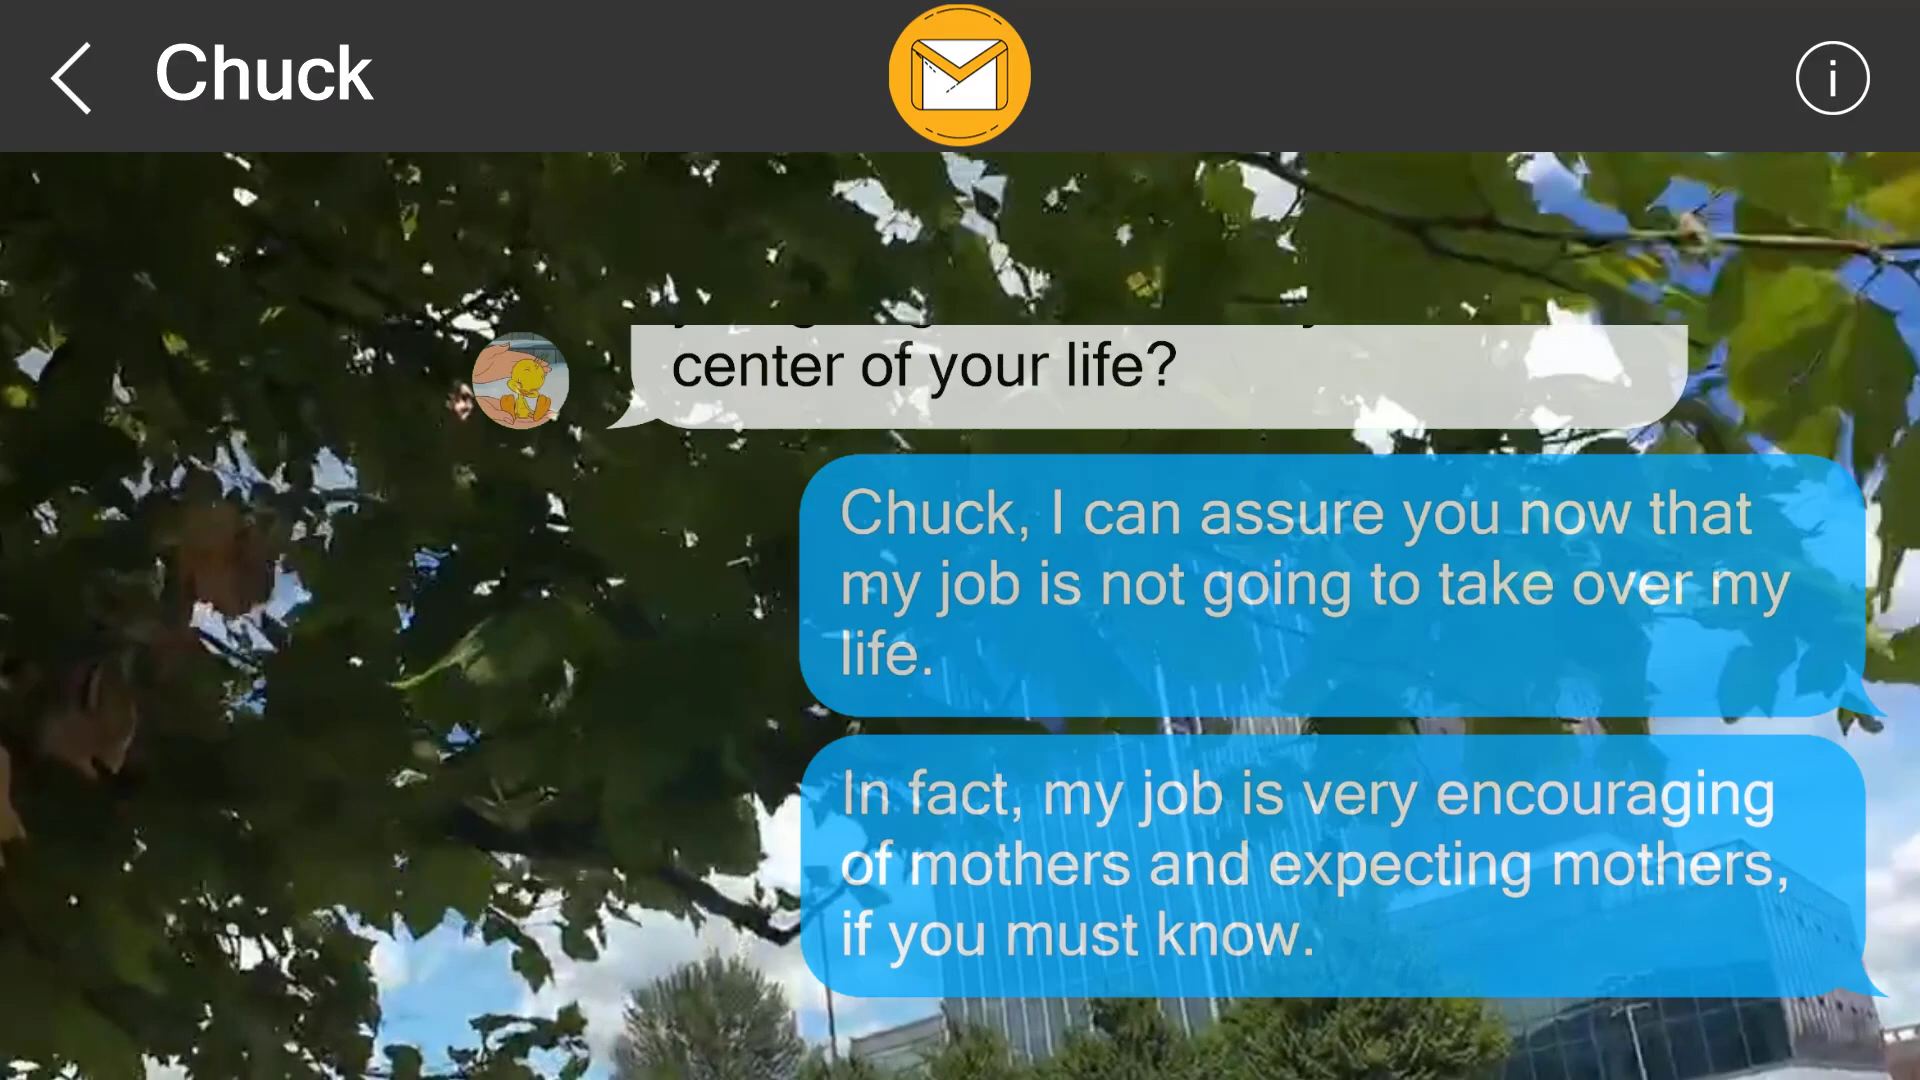 Chuck
center of your life?
Chuck, I can assure you now that
my job is not going to take over my
life.
In fact, my job is very encouraging
of mothers and expecting mothers,
if you must know.